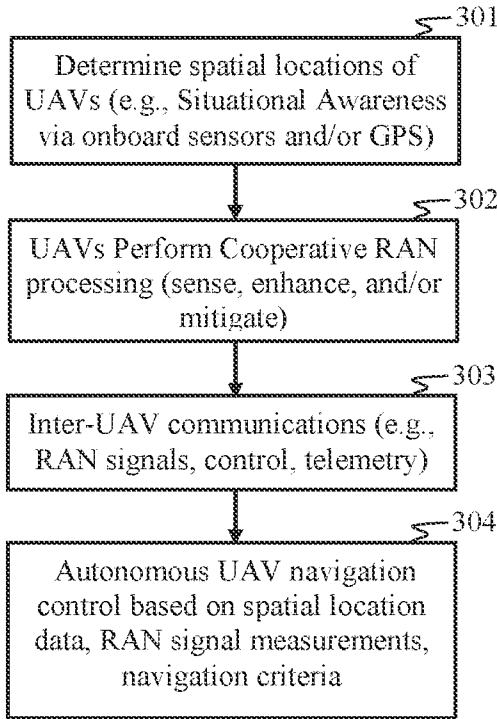 301
Determine spatial locations of
UAVs (e.g., Situational Awareness
via onboard sensors and/or GPS)
302
UAVs Perform Cooperative RAN
processing (sense, enhance, and/or
mitigate)
303
Inter-UAV communications (e.g.,
RAN signals, control, telemetry)
304
Autonomous UAV navigation
control based on spatial location
data, RAN signal measurements,
navigation criteria